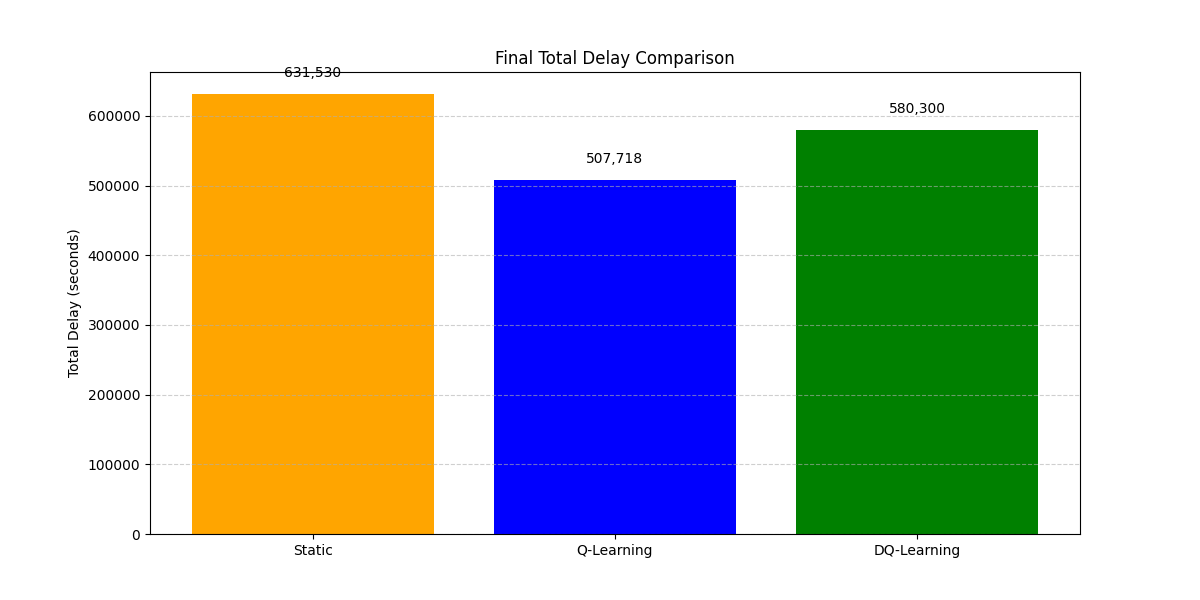 Final Total Delay Comparison
631,530
580,300
507,718
600000
500000
400000
300000
200000
100000
0
Total Delay (seconds)
Static
Q-Learning
DQ-Learning